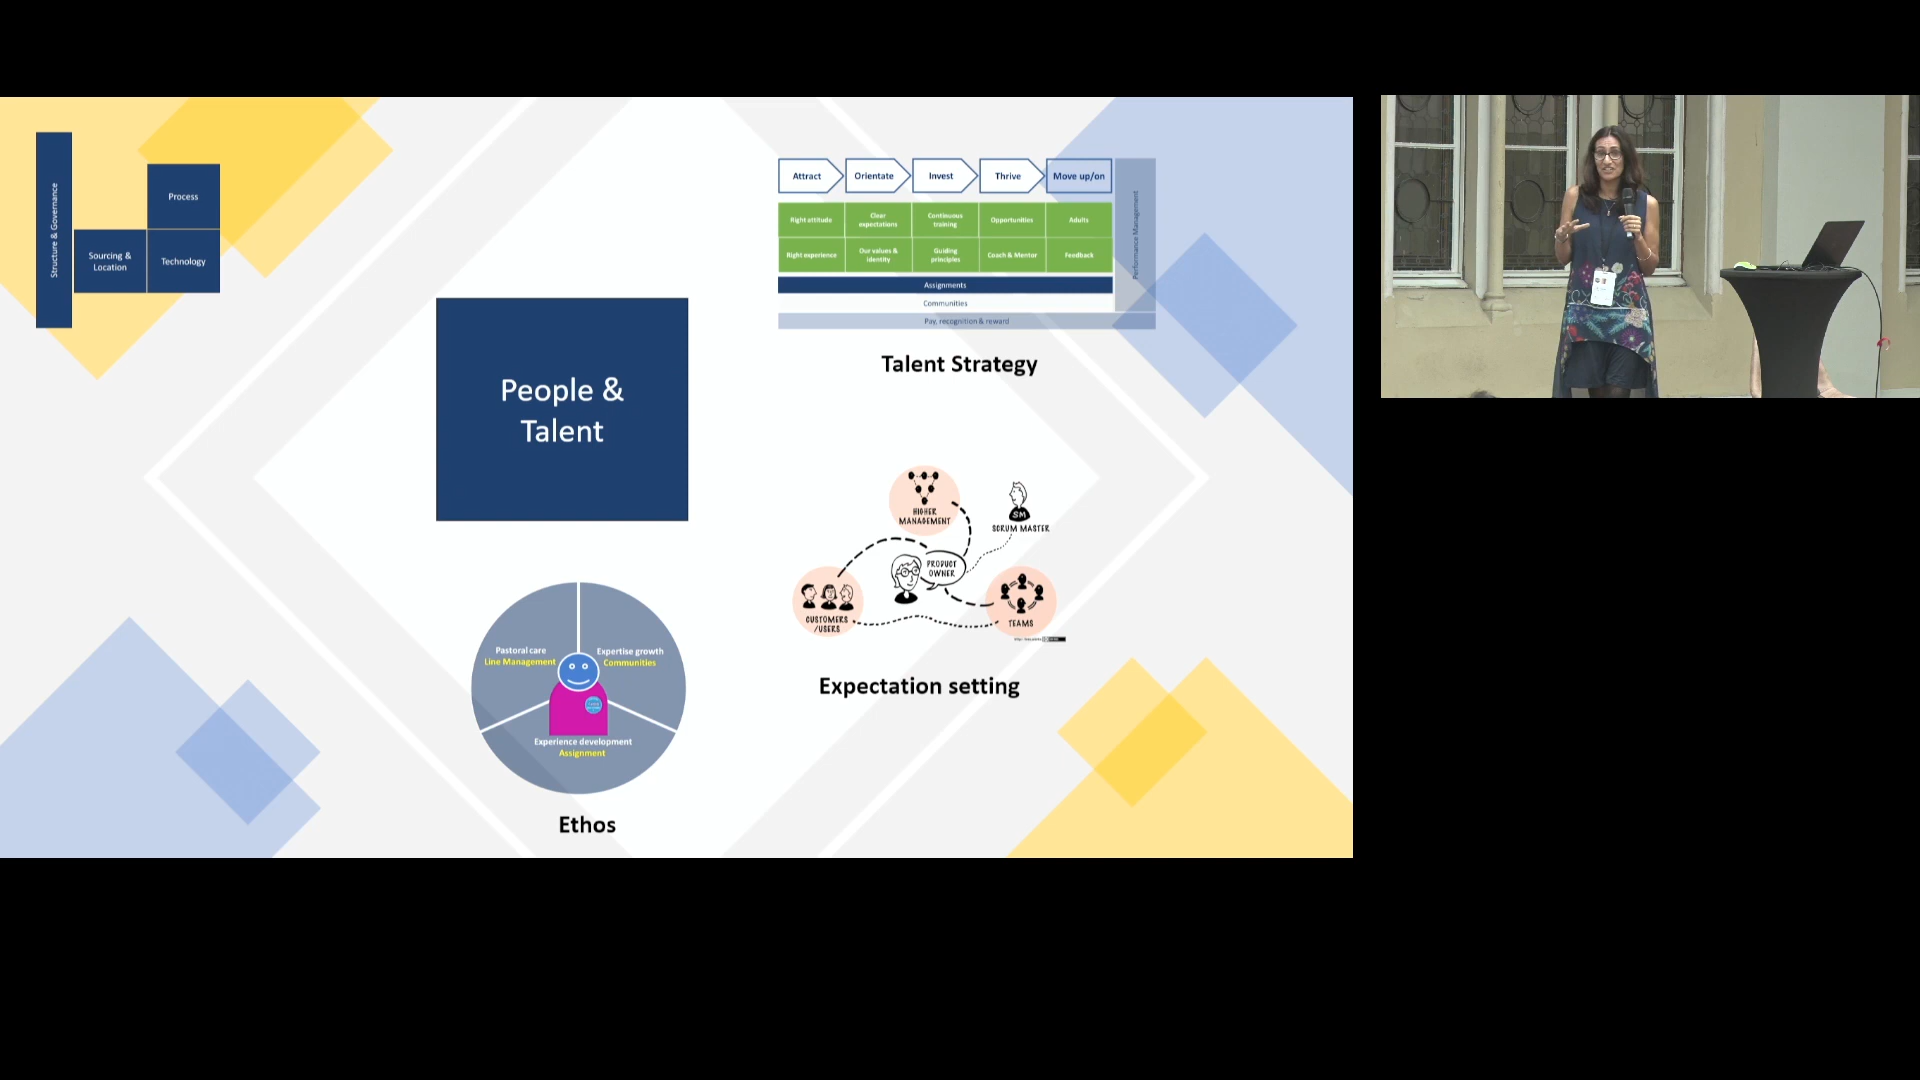 Structure & Governance
Process
Sourcing &
Location
Technology
People &
Talent
Attract
Orientate
Invest
Thrive
Move up/on
Right attitude
Clear
expectations
Continuous
training
Opportunities
Adults
Right experience
Our values &
identity
Guiding
principles
Coach & Mentor
Feedback
Assignments
Communities
Pay, recognition & reward
Performance Management
Talent Strategy
HIGHER
MANAGEMENT
SM
SCRUM MASTER
PRODUCT
OWNER
CUSTOMERS
/USERS
TEAMS
Expectation setting
Pastoral care
Line Management
Expertise growth
Communities
Experience development
Assignment
Ethos